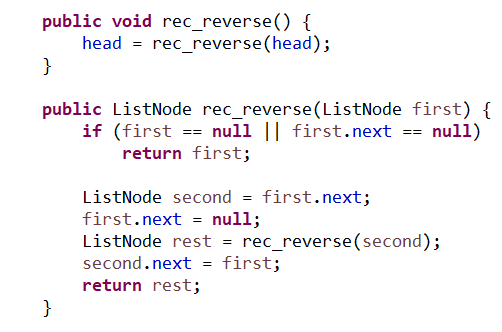 public void rec_reverse() {
    head = rec_reverse(head);
}

public ListNode rec_reverse(ListNode first) {
    if (first == null || first.next == null)
        return first;

    ListNode second = first.next;
    first.next = null;
    ListNode rest = rec_reverse(second);
    second.next = first;
    return rest;
}